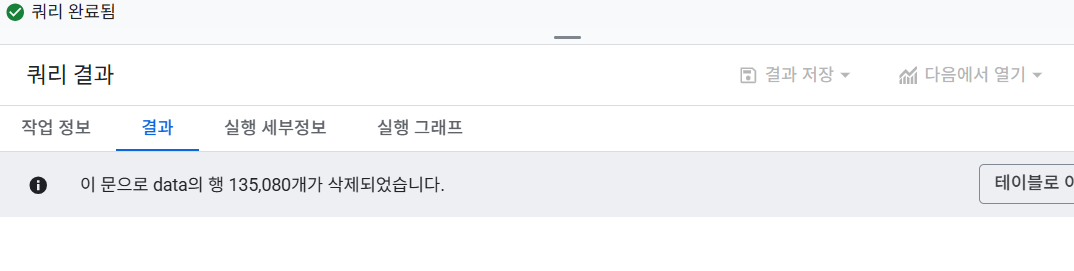 쿼리 완료됨
쿼리 결과
결과 저장
다음에서 열기
작업 정보
결과
실행 세부정보
실행 그래프
이 문으로 data의 행 135,080개가 삭제되었습니다.
테이블로